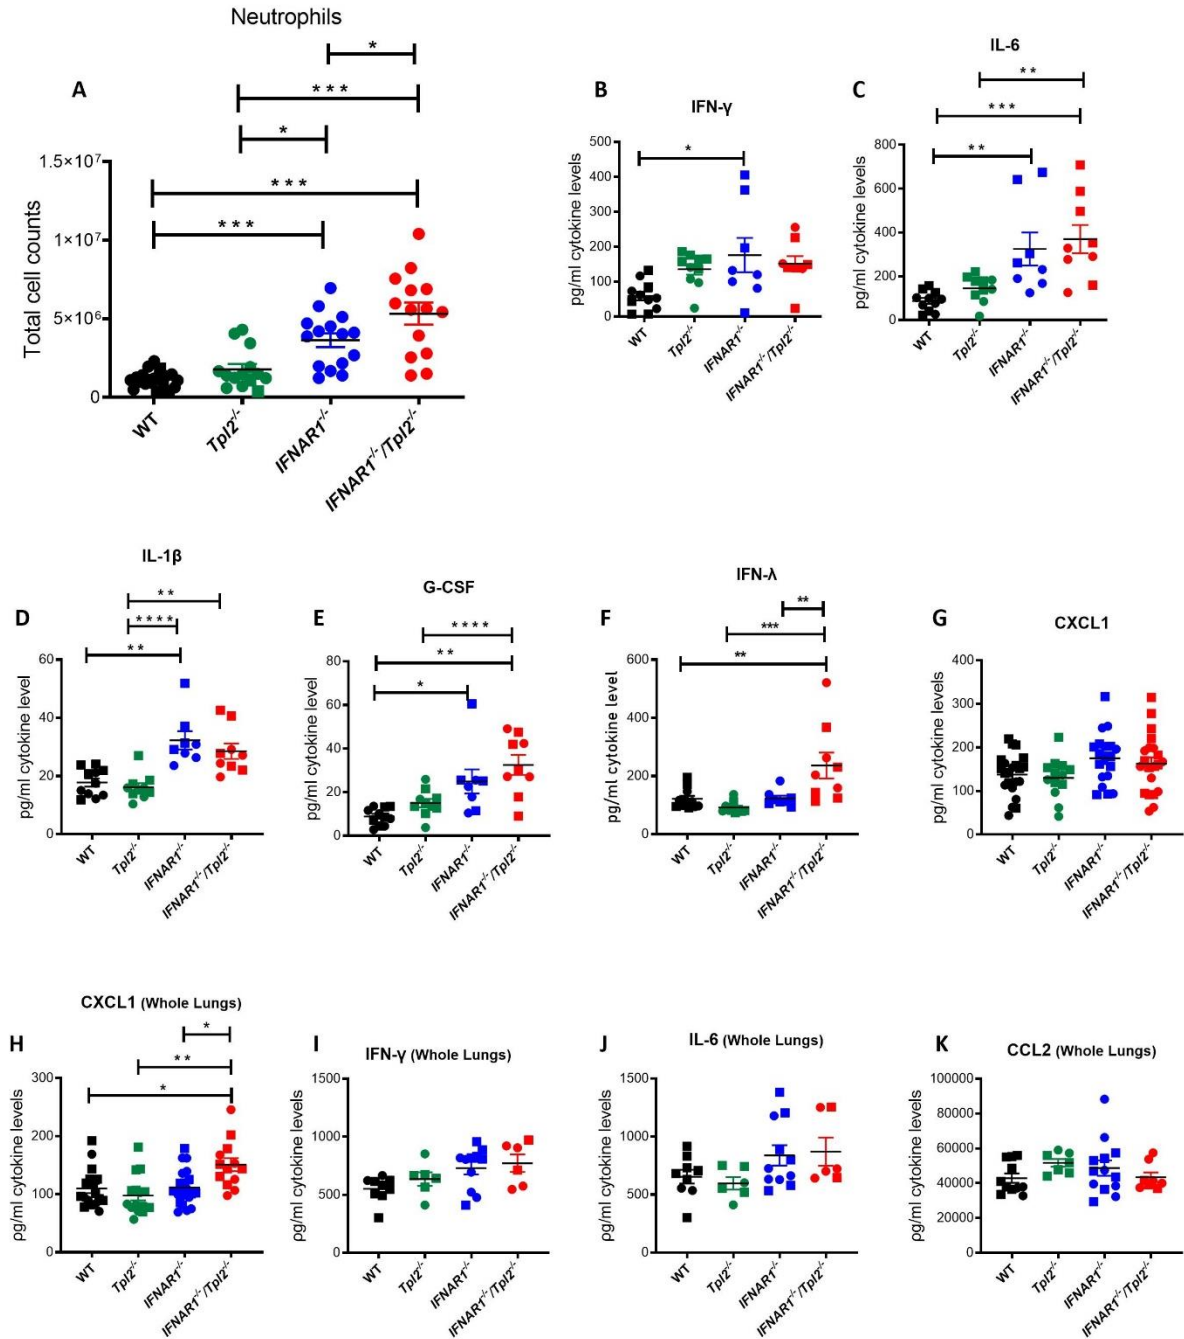 Neutrophils
A
*
***
*
***
***
Total cell counts
1.5×10⁷
1×10⁷
5×10⁶
0
WT
Tpl2⁻/⁻
IFNAR1⁻/⁻
IFNAR1⁻/⁻/Tpl2⁻/⁻
B
IFN-γ
*
pg/ml cytokine levels
500
400
300
200
100
0
WT
Tpl2⁻/⁻
IFNAR1⁻/⁻
IFNAR1⁻/⁻/Tpl2⁻/⁻
C
IL-6
**
***
**
pg/ml cytokine levels
800
600
400
200
0
WT
Tpl2⁻/⁻
IFNAR1⁻/⁻
IFNAR1⁻/⁻/Tpl2⁻/⁻
D
IL-1β
**
****
**
pg/ml cytokine level
60
40
20
0
WT
Tpl2⁻/⁻
IFNAR1⁻/⁻
IFNAR1⁻/⁻/Tpl2⁻/⁻
E
G-CSF
****
**
*
pg/ml cytokine level
80
60
40
20
0
WT
Tpl2⁻/⁻
IFNAR1⁻/⁻
IFNAR1⁻/⁻/Tpl2⁻/⁻
F
IFN-λ
**
***
**
pg/ml cytokine level
600
400
200
0
WT
Tpl2⁻/⁻
IFNAR1⁻/⁻
IFNAR1⁻/⁻/Tpl2⁻/⁻
G
CXCL1
pg/ml cytokine levels
400
300
200
100
0
WT
Tpl2⁻/⁻
IFNAR1⁻/⁻
IFNAR1⁻/⁻/Tpl2⁻/⁻
H
CXCL1 (Whole Lungs)
*
**
*
pg/ml cytokine levels
300
200
100
0
WT
Tpl2⁻/⁻
IFNAR1⁻/⁻
IFNAR1⁻/⁻/Tpl2⁻/⁻
I
IFN-γ (Whole Lungs)
pg/ml cytokine levels
1500
1000
500
0
WT
Tpl2⁻/⁻
IFNAR1⁻/⁻
IFNAR1⁻/⁻/Tpl2⁻/⁻
J
IL-6 (Whole Lungs)
pg/ml cytokine levels
1500
1000
500
0
WT
Tpl2⁻/⁻
IFNAR1⁻/⁻
IFNAR1⁻/⁻/Tpl2⁻/⁻
K
CCL2 (Whole Lungs)
pg/ml cytokine levels
100000
80000
60000
40000
20000
0
WT
Tpl2⁻/⁻
IFNAR1⁻/⁻
IFNAR1⁻/⁻/Tpl2⁻/⁻